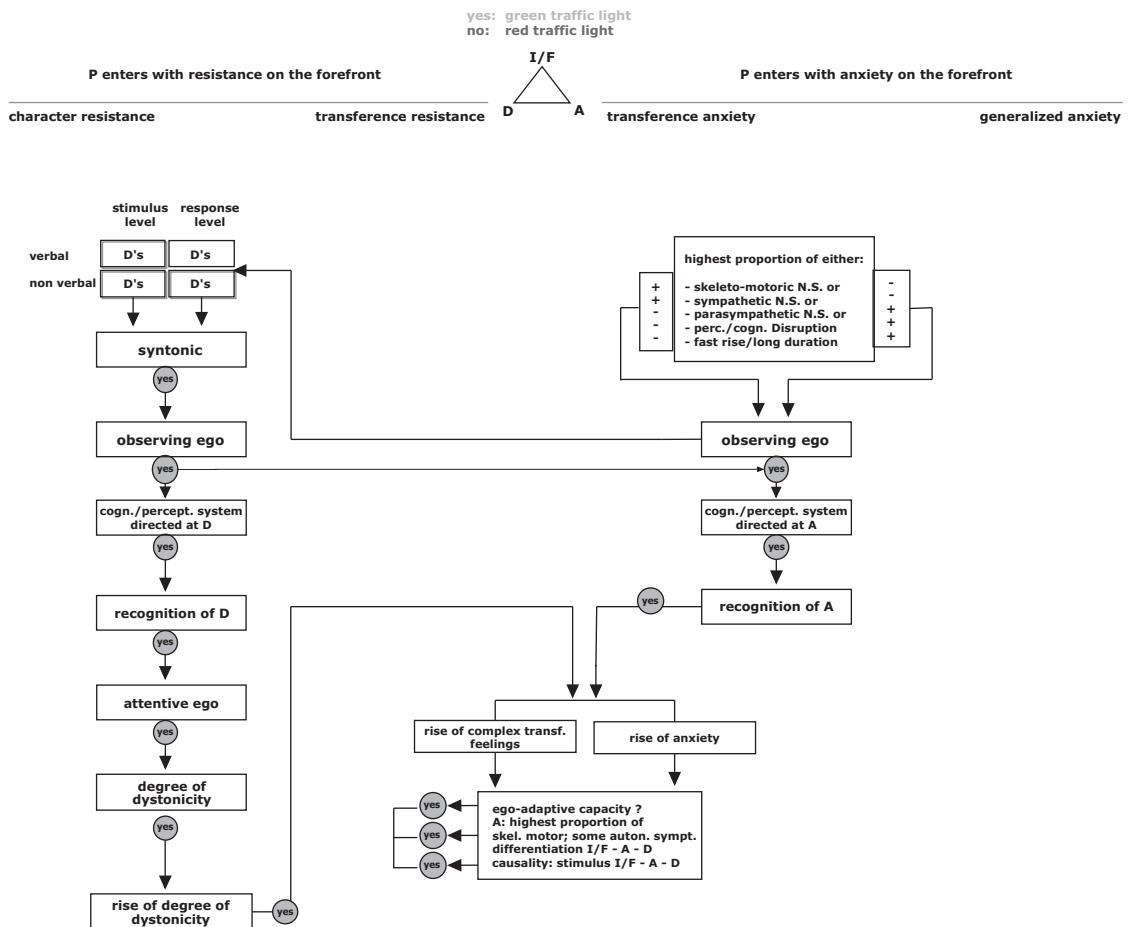 yes: green traffic light
no: red traffic light
I/F
P enters with resistance on the forefront
P enters with anxiety on the forefront
D
A
character resistance
transference resistance
transference anxiety
generalized anxiety
stimulus level
response level
verbal
D's
D's
non verbal
D's
D's
syntonic
yes
observing ego
yes
cogn./percept. system
directed at D
yes
recognition of D
yes
attentive ego
yes
degree of
dystonicity
yes
rise of degree of
dystonicity
yes
highest proportion of either:
- skeleto-motoric N.S. or
- sympathetic N.S. or
- parasympathetic N.S. or
- perc./cogn. Disruption
- fast rise/long duration
+
+
-
-
-
-
-
+
+
+
observing ego
yes
cogn./percept. system
directed at A
yes
recognition of A
yes
rise of complex transf.
feelings
rise of anxiety
yes
yes
yes
ego-adaptive capacity ?
A: highest proportion of
skel. motor; some auton. sympt.
differentiation I/F - A - D
causality: stimulus I/F - A - D